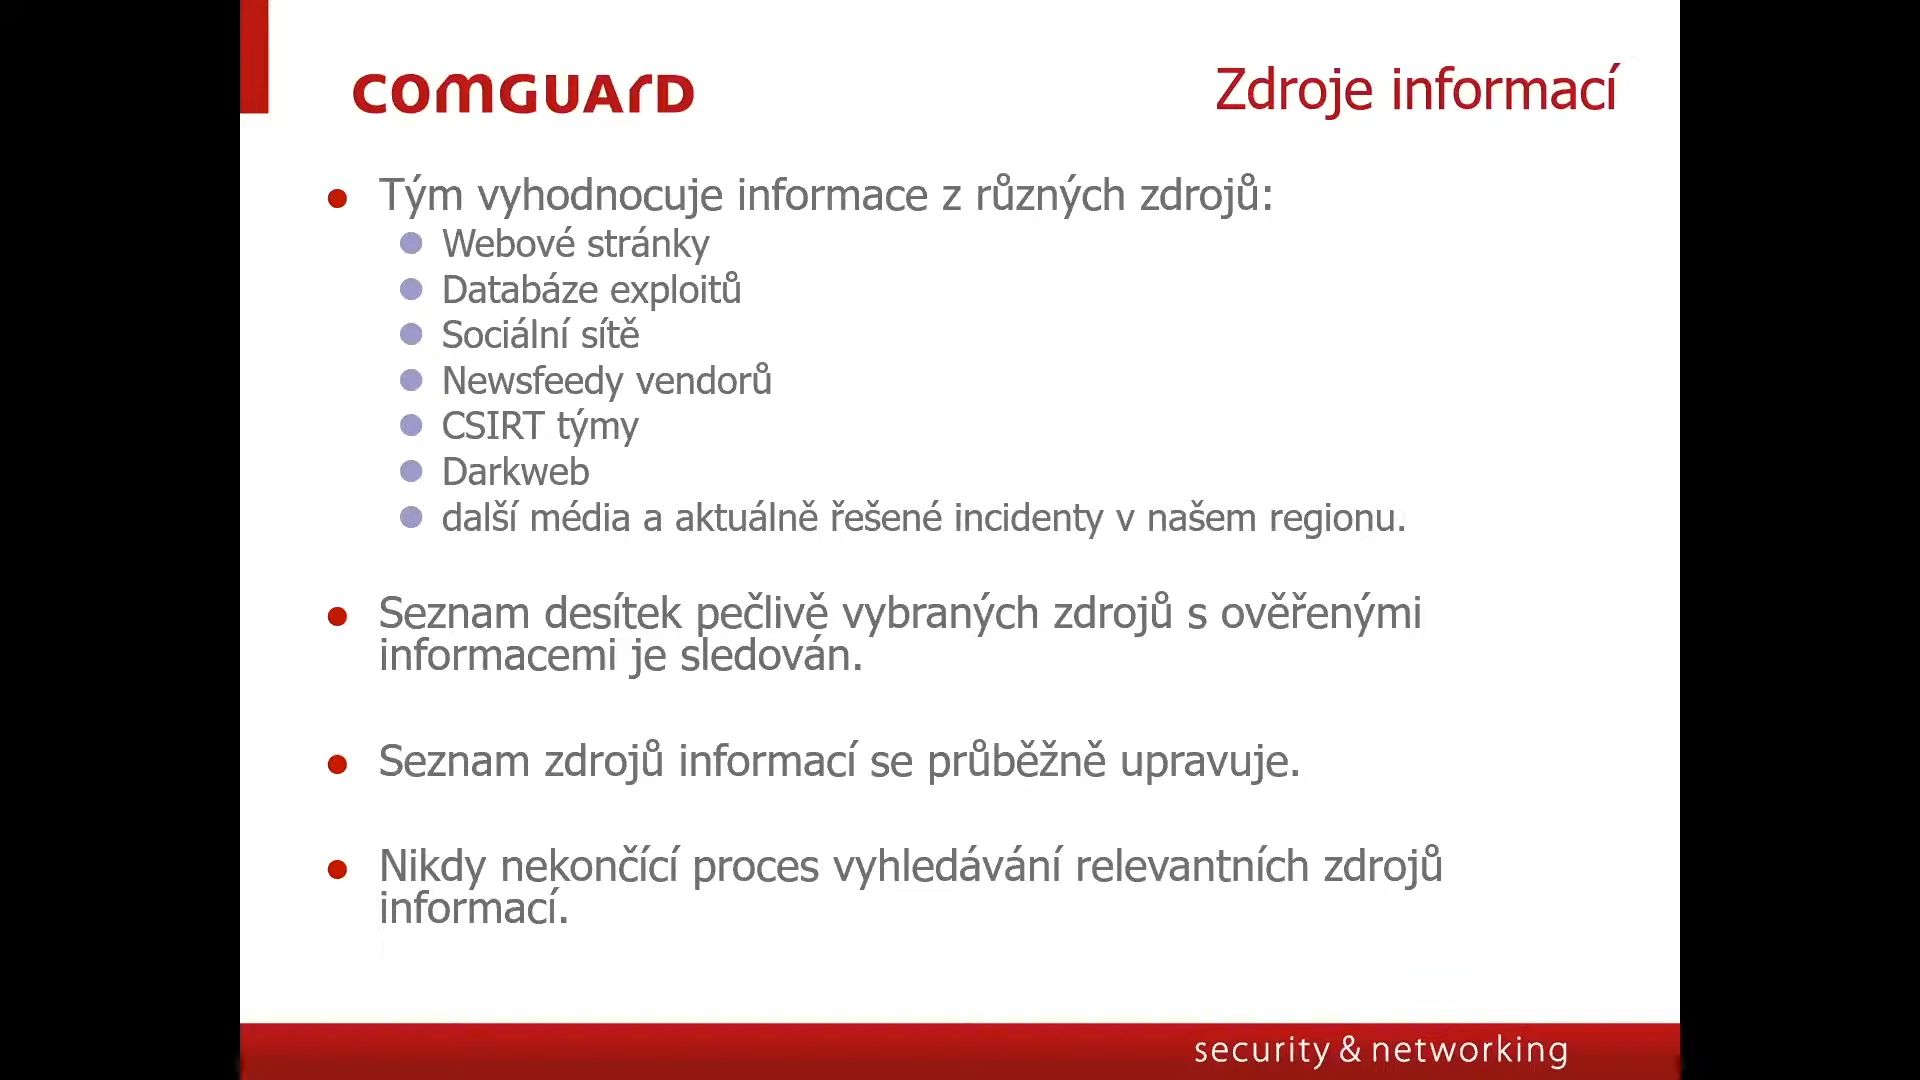 COMGUARD
Zdroje informací
Tým vyhodnocuje informace z různých zdrojů:
Webové stránky
Databáze exploitů
Sociální sítě
Newsfeedy vendorů
CSIRT týmy
Darkweb
další média a aktuálně řešené incidenty v našem regionu.
Seznam desítek pečlivě vybraných zdrojů s ověřenými
informacemi je sledován.
Seznam zdrojů informací se průběžně upravuje.
Nikdy nekončící proces vyhledávání relevantních zdrojů
informací.
security & networking